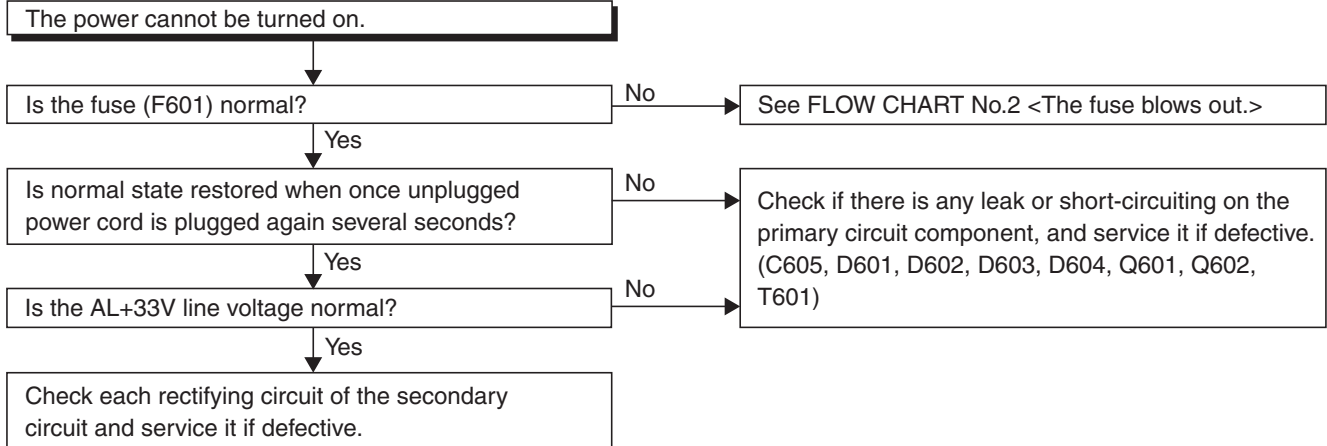 The power cannot be turned on.
Is the fuse (F601) normal?
No
See FLOW CHART No.2 <The fuse blows out.>
Yes
Is normal state restored when once unplugged
power cord is plugged again several seconds?
No
Check if there is any leak or short-circuiting on the
primary circuit component, and service it if defective.
(C605, D601, D602, D603, D604, Q601, Q602,
T601)
Yes
Is the AL+33V line voltage normal?
No
Yes
Check each rectifying circuit of the secondary
circuit and service it if defective.